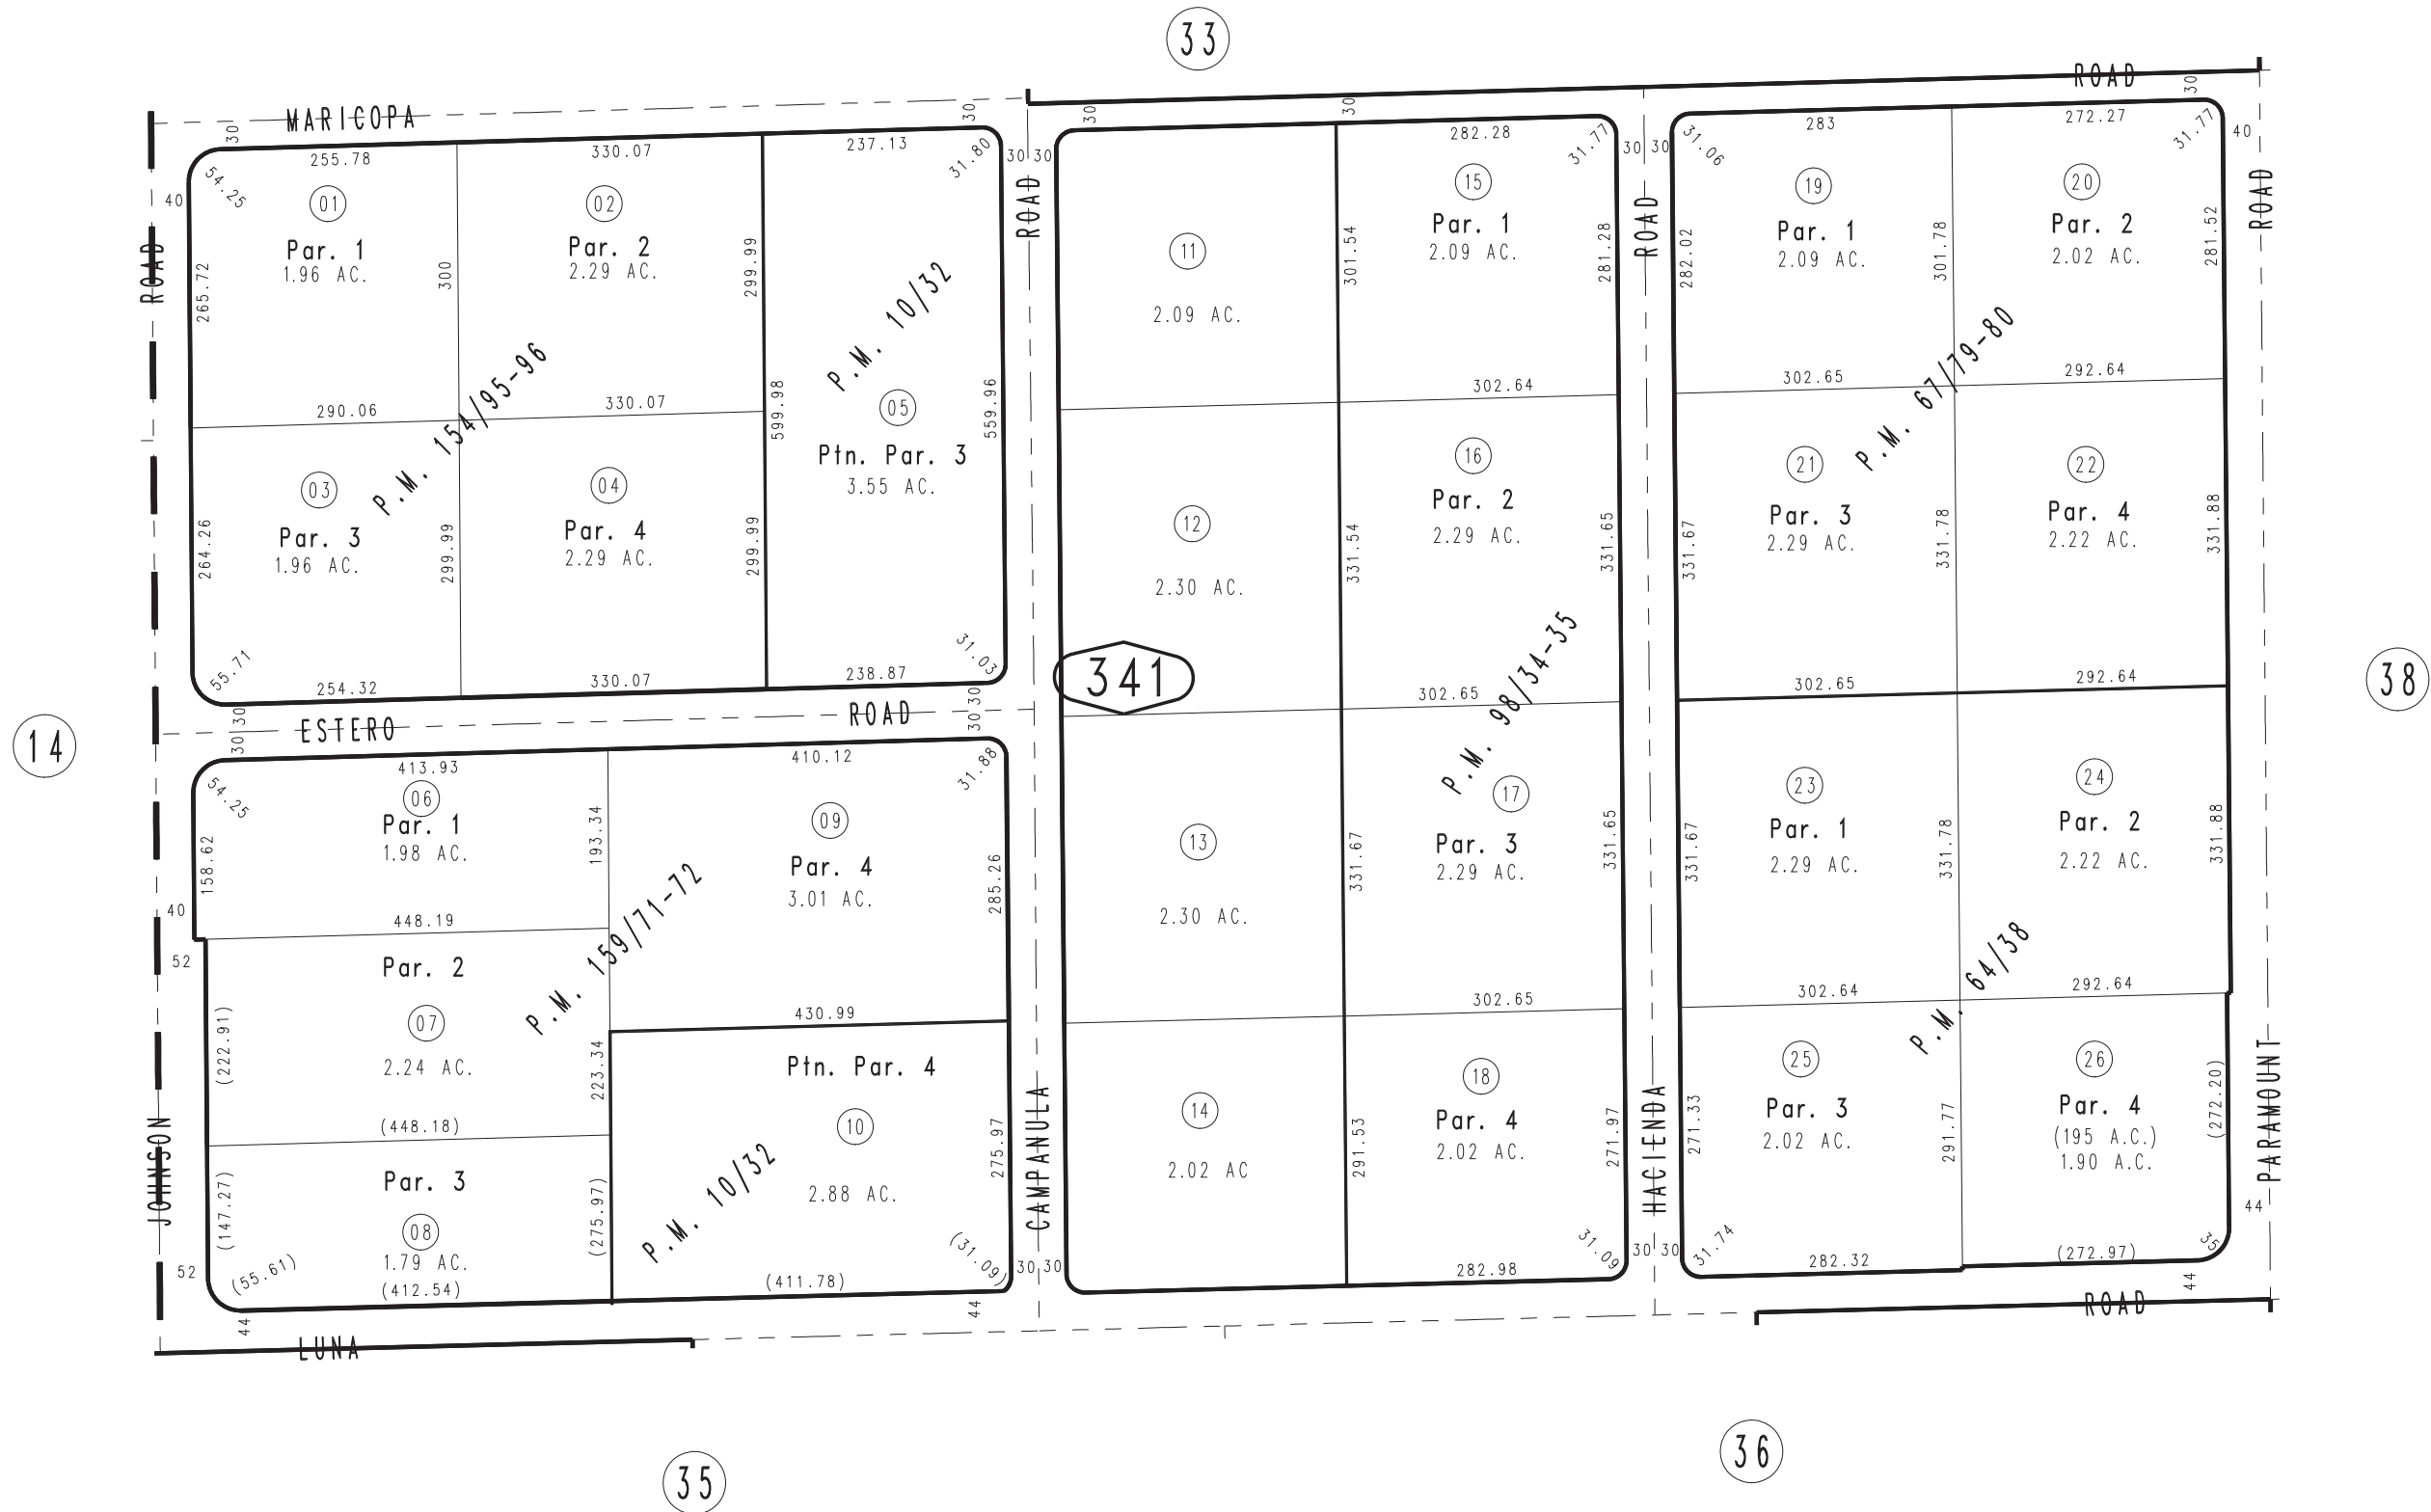 33
MARICOPA
ROAD
30
30
30
30
30
255.78
330.07
237.13
31.80
54.25
40
01
Par. 1
1.96 AC.
265.72
300
02
Par. 2
2.29 AC.
299.99
P.M. 10/32
05
Ptn. Par. 3
3.55 AC.
599.98
559.96
290.06
330.07
P.M. 154/95-96
03
Par. 3
1.96 AC.
264.26
299.99
04
Par. 4
2.29 AC.
299.99
55.71
254.32
330.07
238.87
31.03
ROAD
30
30
ESTERO
ROAD
30
30
30
30
14
413.93
410.12
31.88
54.25
06
Par. 1
1.98 AC.
158.62
193.34
09
Par. 4
3.01 AC.
285.26
40
448.19
52
Par. 2
07
2.24 AC.
(222.91)
(448.18)
P.M. 159/71-72
430.99
223.34
Ptn. Par. 4
10
2.88 AC.
275.97
P.M. 10/32
Par. 3
08
1.79 AC.
(147.27)
(275.97)
52
(55.61)
(412.54)
(411.78)
(31.09)
44
44
JOHNSON
LUNA
ROAD
30
30
ROAD
CAMPANULA
30
30
11
2.09 AC.
12
2.30 AC.
341
13
2.30 AC.
14
2.02 AC
282.28
31.77
15
Par. 1
2.09 AC.
301.54
281.28
302.64
16
Par. 2
2.29 AC.
331.54
331.65
302.65
P.M. 98/34-35
17
Par. 3
2.29 AC.
331.67
331.65
302.65
18
Par. 4
2.02 AC.
291.53
271.97
282.98
31.09
30
30
ROAD
HACIENDA
30
30
31.06
283
272.27
31.77
40
19
Par. 1
2.09 AC.
282.02
301.78
20
Par. 2
2.02 AC.
281.52
302.65
292.64
P.M. 67/79-80
21
Par. 3
2.29 AC.
331.67
331.78
22
Par. 4
2.22 AC.
331.88
302.65
292.64
23
Par. 1
2.29 AC.
331.67
331.78
24
Par. 2
2.22 AC.
331.88
P.M. 64/38
302.64
292.64
25
Par. 3
2.02 AC.
271.33
291.77
26
Par. 4
(195 A.C.)
1.90 A.C.
(272.20)
31.74
282.32
(272.97)
35
44
44
ROAD
PARAMOUNT
38
35
36